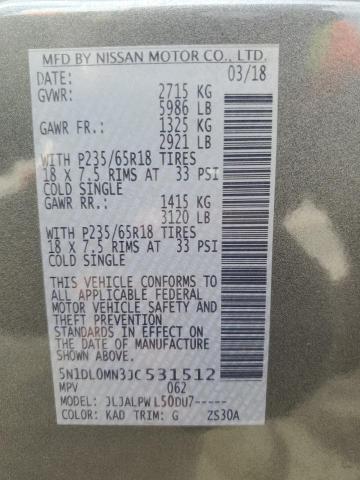 MFD BY NISSAN MOTOR CO., LTD.
DATE: 03/18
GVWR: 2715 KG
5986 LB
GAWR FR.: 1325 KG
2921 LB
WITH P235/65R18 TIRES
18 X 7.5 RIMS AT 33 PSI
COLD SINGLE
GAWR RR.: 1415 KG
3120 LB
WITH P235/65R18 TIRES
18 X 7.5 RIMS AT 33 PSI
COLD SINGLE
THIS VEHICLE CONFORMS TO
ALL APPLICABLE FEDERAL
MOTOR VEHICLE SAFETY
AND THEFT PREVENTION
STANDARDS IN EFFECT ON
THE DATE OF MANUFACTURE
SHOWN ABOVE.
5N1DL0MN3JC531512
MPV 062
MODEL: JLJALPWL50DU7-----
COLOR: KAD TRIM: G ZS30A